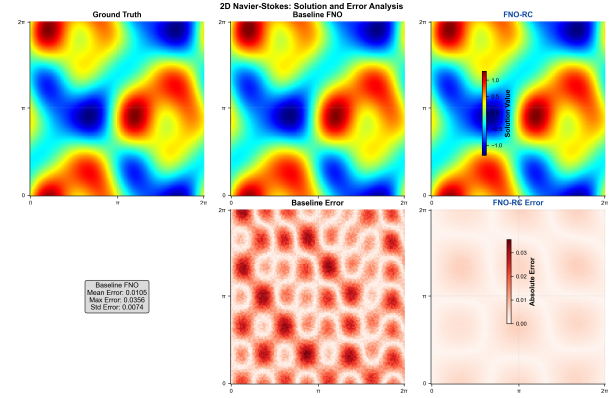 2D Navier-Stokes: Solution and Error Analysis
Ground Truth
Baseline FNO
FNO-RC
2π
π
0
0
π
2π
2π
π
0
2π
π
0
1.0
0.5
0.0
−1.0
Solution Value
Baseline Error
FNO-RC Error
Baseline FNO
Mean Error: 0.0105
Max Error: 0.0356
Std Error: 0.0074
2π
π
0
0
π
2π
2π
π
0
0
π
2π
0.03
0.02
0.01
0.00
Absolute Error